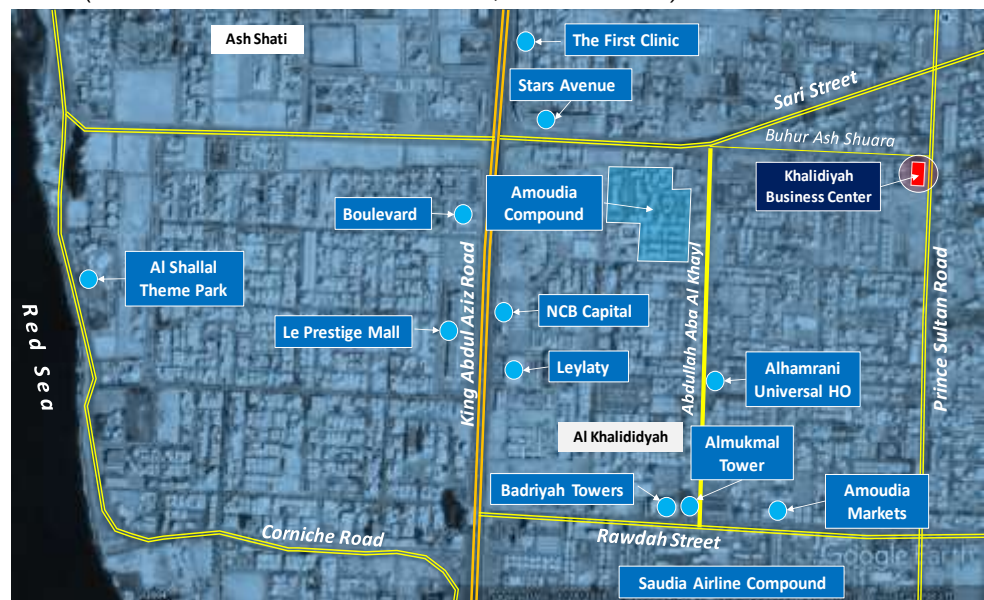 Ash Shati
The First Clinic
Stars Avenue
Sari Street
Buhur Ash Shuara
Khalidiyah
Business Center
Amoudia
Compound
Boulevard
Al Shallal
Theme Park
Red Sea
King Abdul Aziz Road
Abdullah Aba Al Khayl
Prince Sultan Road
NCB Capital
Le Prestige Mall
Leylaty
Alhamrani
Universal HO
Al Khalididyah
Almukmal
Tower
Badriyah Towers
Amoudia
Markets
Corniche Road
Rawdah Street
Google Earth
Saudia Airline Compound